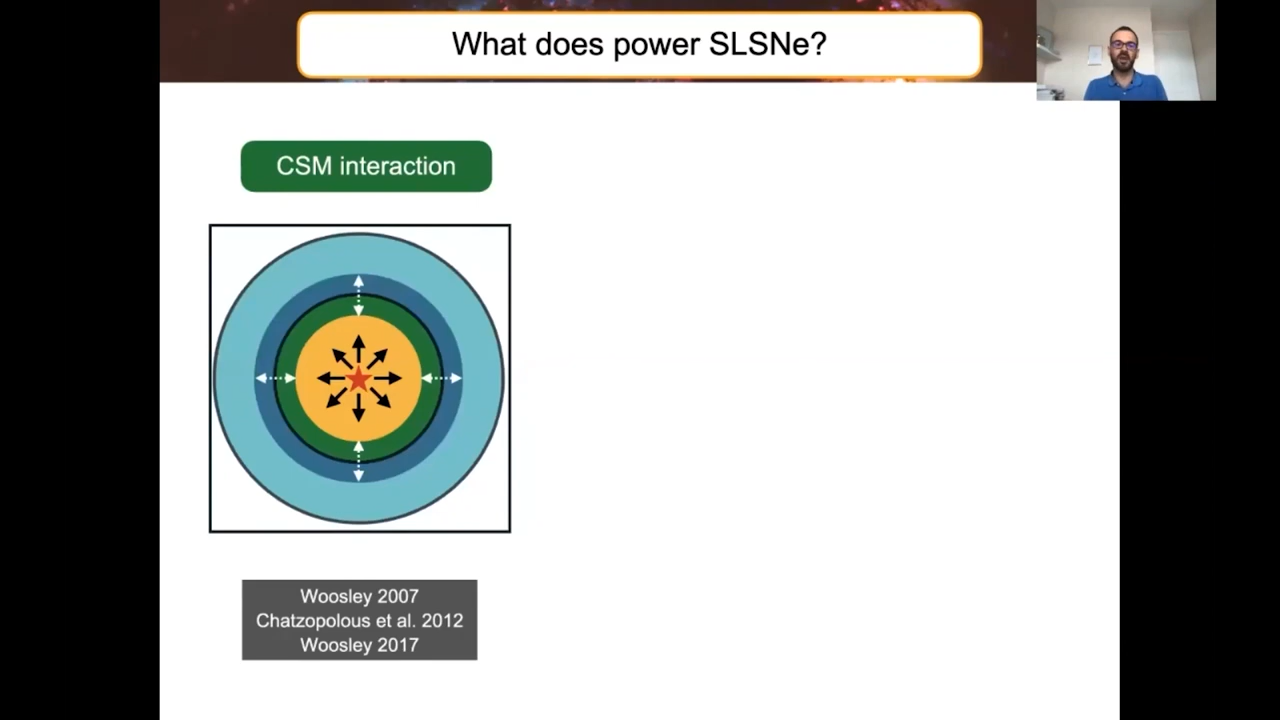 What does power SLSNe?
CSM interaction
Woosley 2007
Chatzopolous et al. 2012
Woosley 2017